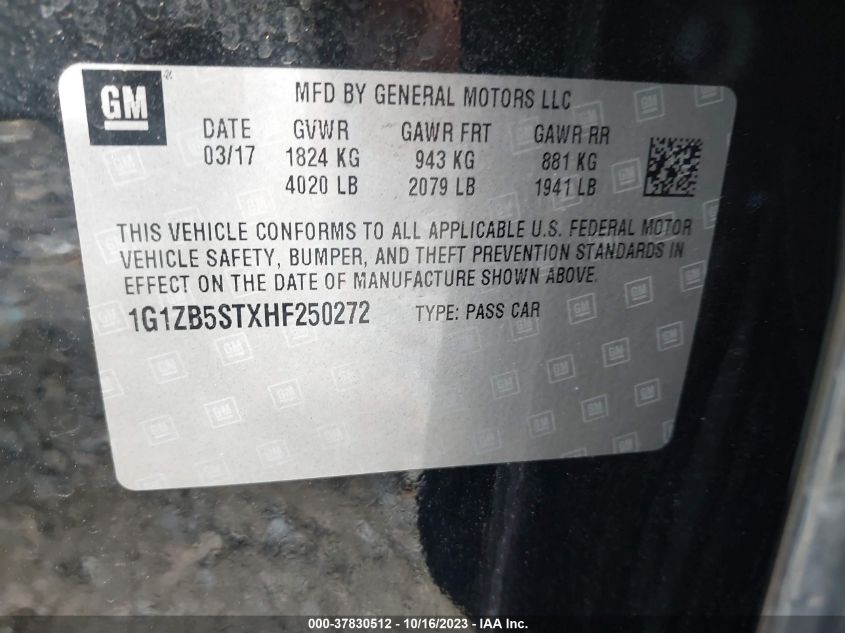 GM
MFD BY GENERAL MOTORS LLC
DATE GVWR GAWR FRT GAWR RR
03/17 1824 KG 943 KG 881 KG
4020 LB 2079 LB 1941 LB
THIS VEHICLE CONFORMS TO ALL APPLICABLE U.S. FEDERAL MOTOR
VEHICLE SAFETY, BUMPER, AND THEFT PREVENTION STANDARDS IN
EFFECT ON THE DATE OF MANUFACTURE SHOWN ABOVE.
1G1ZB5STXHF250272 TYPE: PASS CAR
000-37830512 - 10/16/2023 - IAA Inc.